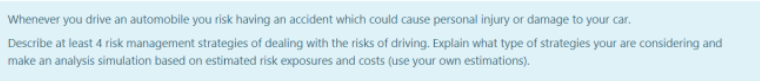 Whenever you drive an automobile you risk having an accident which could cause personal injury or damage to your car.
Describe at least 4 risk management strategies of dealing with the risks of driving. Explain what type of strategies your are considering and
make an analysis simulation based on estimated risk exposures and costs (use your own estimations).